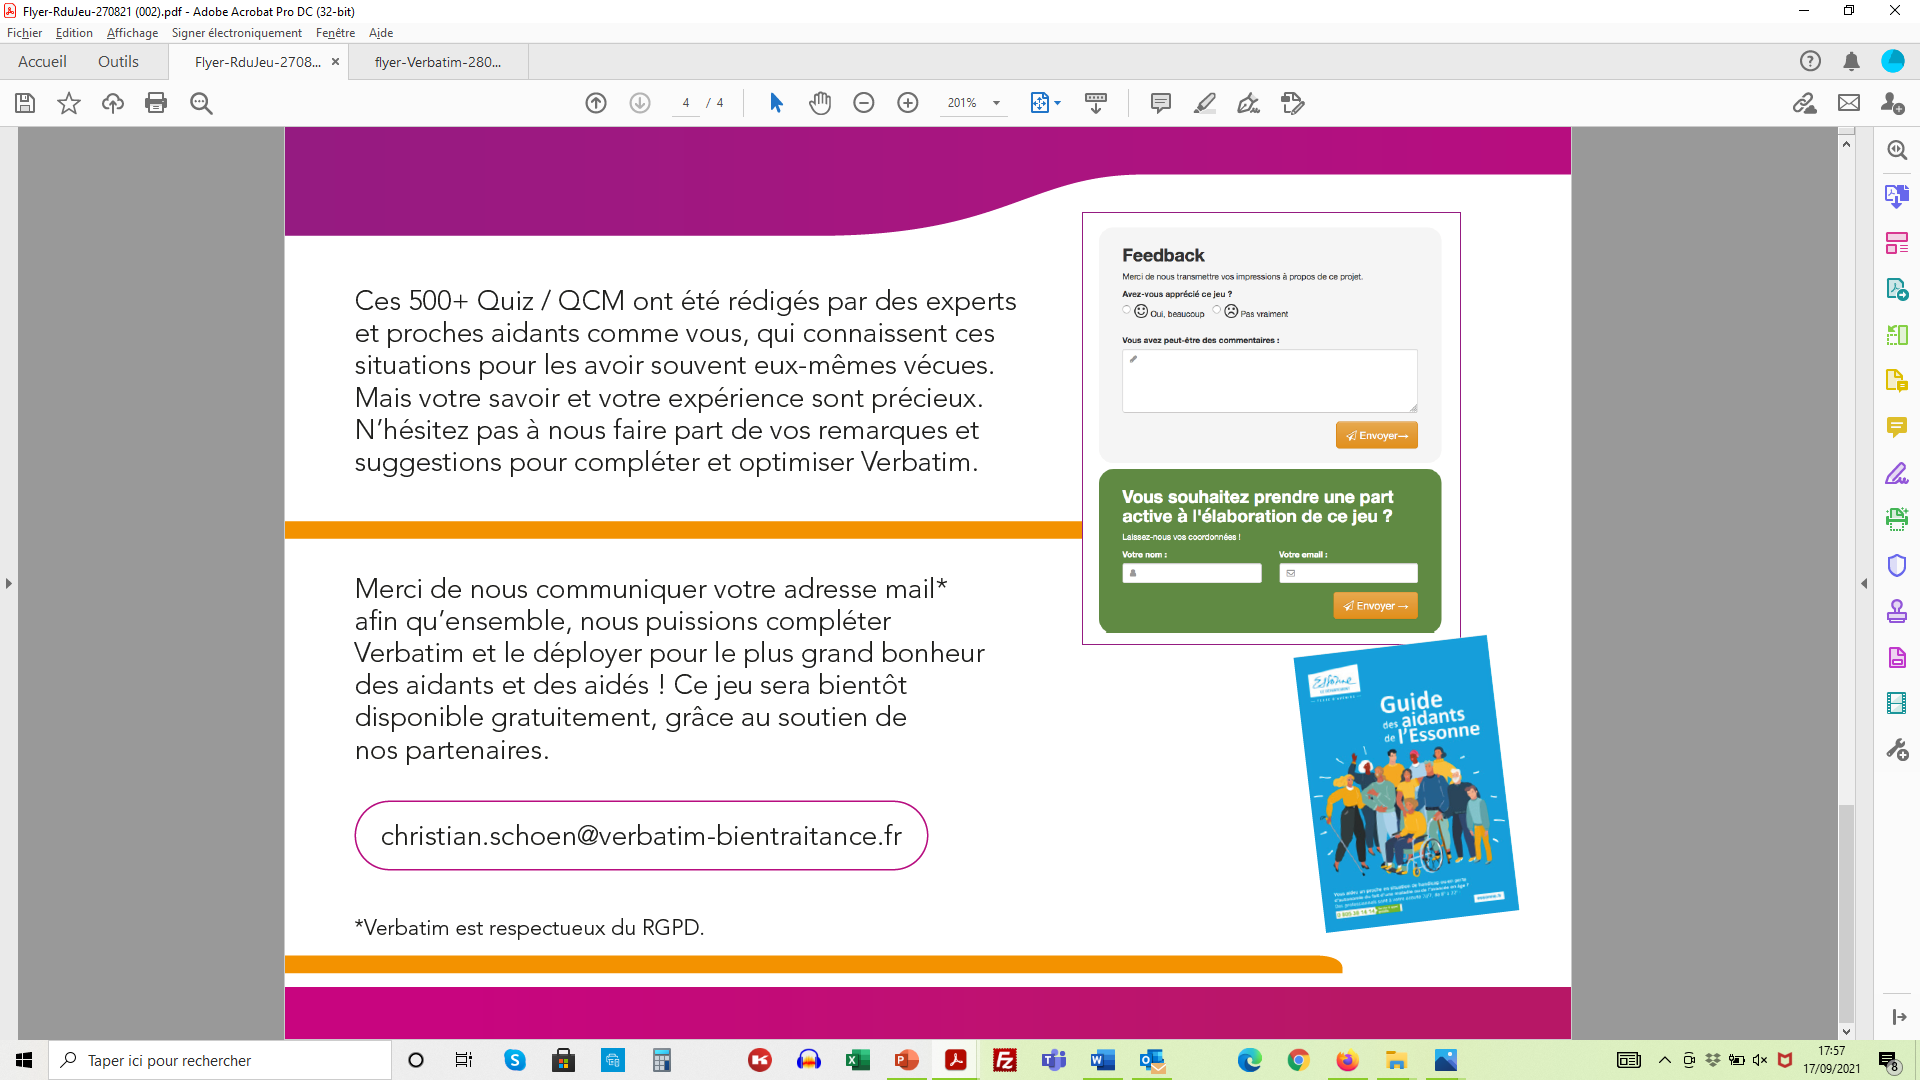 Flyer-RduJeu-270821 (002).pdf - Adobe Acrobat Pro DC (32-bit)
Fichier Edition Affichage Signer électroniquement Fenêtre Aide
Accueil Outils Flyer-RduJeu-2708... × flyer-Verbatim-280...
4 / 4 201%
Ces 500+ Quiz / QCM ont été rédigés par des experts
et proches aidants comme vous, qui connaissent ces
situations pour les avoir souvent eux-mêmes vécues.
Mais votre savoir et votre expérience sont précieux.
N’hésitez pas à nous faire part de vos remarques et
suggestions pour compléter et optimiser Verbatim.
Feedback
Merci de nous transmettre vos impressions à propos de ce projet.
Avez-vous apprécié ce jeu ?
Oui, beaucoup Pas vraiment
Vous avez peut-être des commentaires :
Envoyer→
Vous souhaitez prendre une part
active à l'élaboration de ce jeu ?
Laissez-nous vos coordonnées !
Votre nom : Votre email :
Envoyer →
Merci de nous communiquer votre adresse mail*
afin qu’ensemble, nous puissions compléter
Verbatim et le déployer pour le plus grand bonheur
des aidants et des aidés ! Ce jeu sera bientôt
disponible gratuitement, grâce au soutien de
nos partenaires.
christian.schoen@verbatim-bientraitance.fr
*Verbatim est respectueux du RGPD.
Essonne
Guide
des aidants
de l'Essonne
essonne.fr
Taper ici pour rechercher
17:57
17/09/2021
8